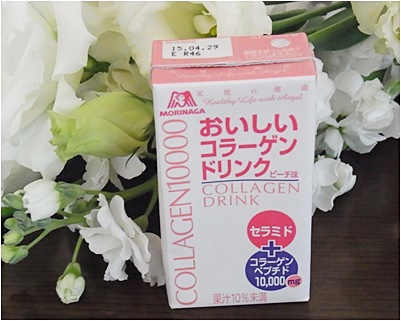 15.04.29
E R46
天使の健康
Healthy Life with Angel
MORINAGA
COLLAGEN10000
おいしい
コラーゲン
ドリンク
ピーチ味
COLLAGEN
DRINK
セラミド
+
コラーゲン
ペプチド
10,000mg
果汁10%未満